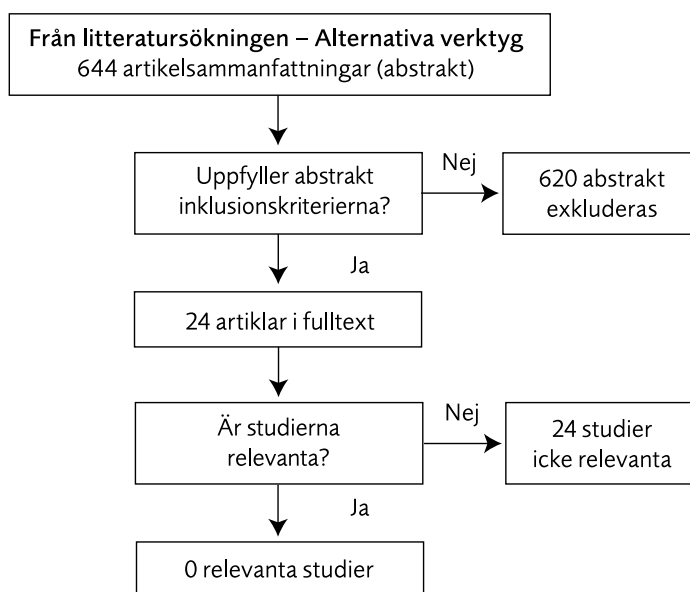 Från litteratursökningen – Alternativa verktyg
644 artikelsammanfattningar (abstrakt)
Uppfyller abstrakt
inklusionskriterierna?
Nej
620 abstrakt
exkluderas
Ja
24 artiklar i fulltext
Är studierna
relevanta?
Nej
24 studier
icke relevanta
Ja
0 relevanta studier